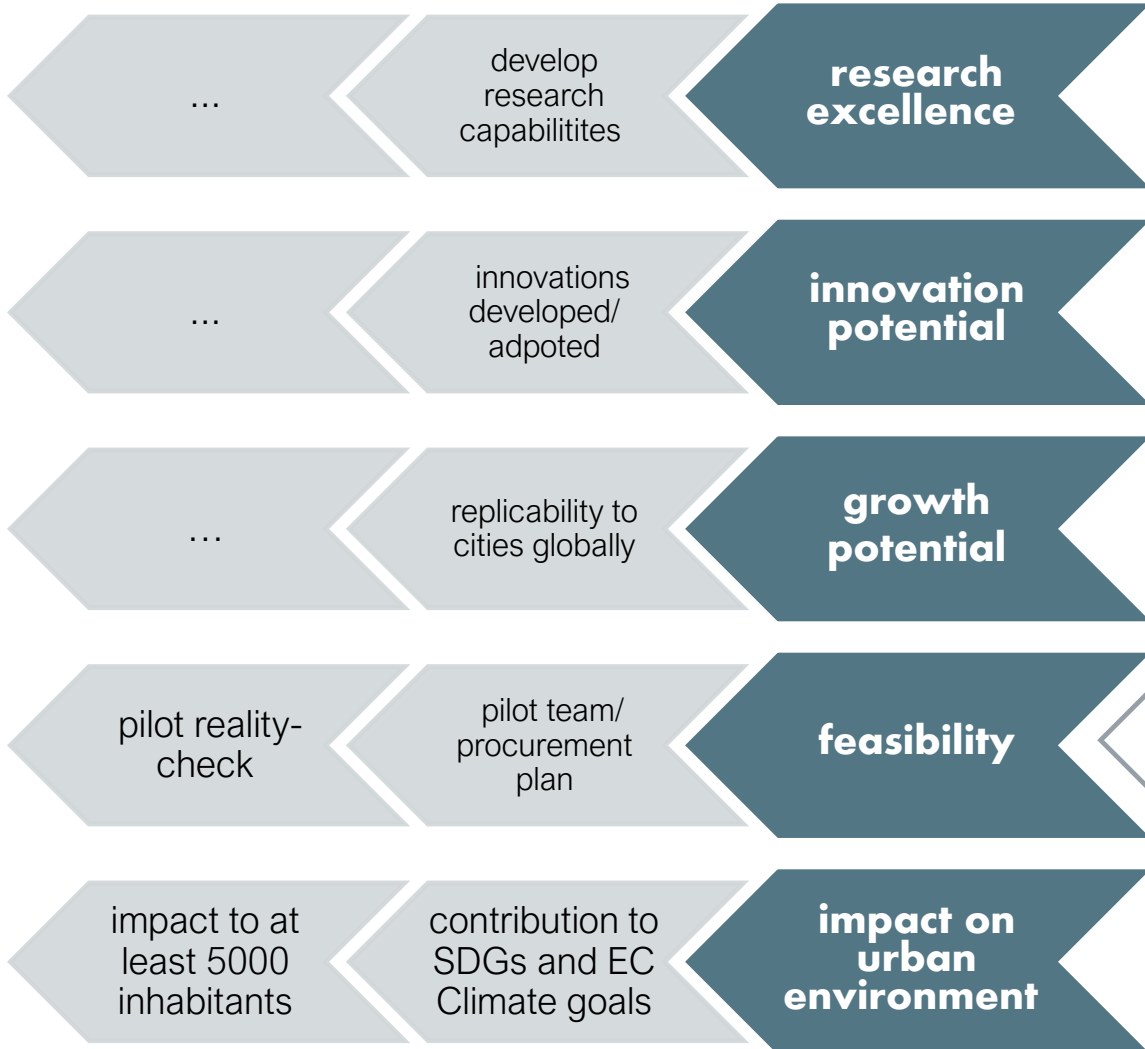 ...
develop
research
capabilitites
research
excellence
...
innovations
developed/
adpoted
innovation
potential
...
replicability to
cities globally
growth
potential
pilot reality-
check
pilot team/
procurement
plan
feasibility
impact to at
least 5000
inhabitants
contribution to
SDGs and EC
Climate goals
impact on
urban
environment